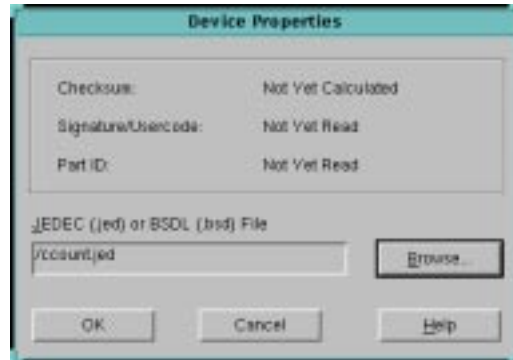 Device Properties
Checksum: Not Yet Calculated
Signature/Usercode: Not Yet Read
Part ID: Not Yet Read
JEDEC (.jed) or BSDL (.bsd) File
/ccount.jed
Browse...
OK Cancel Help